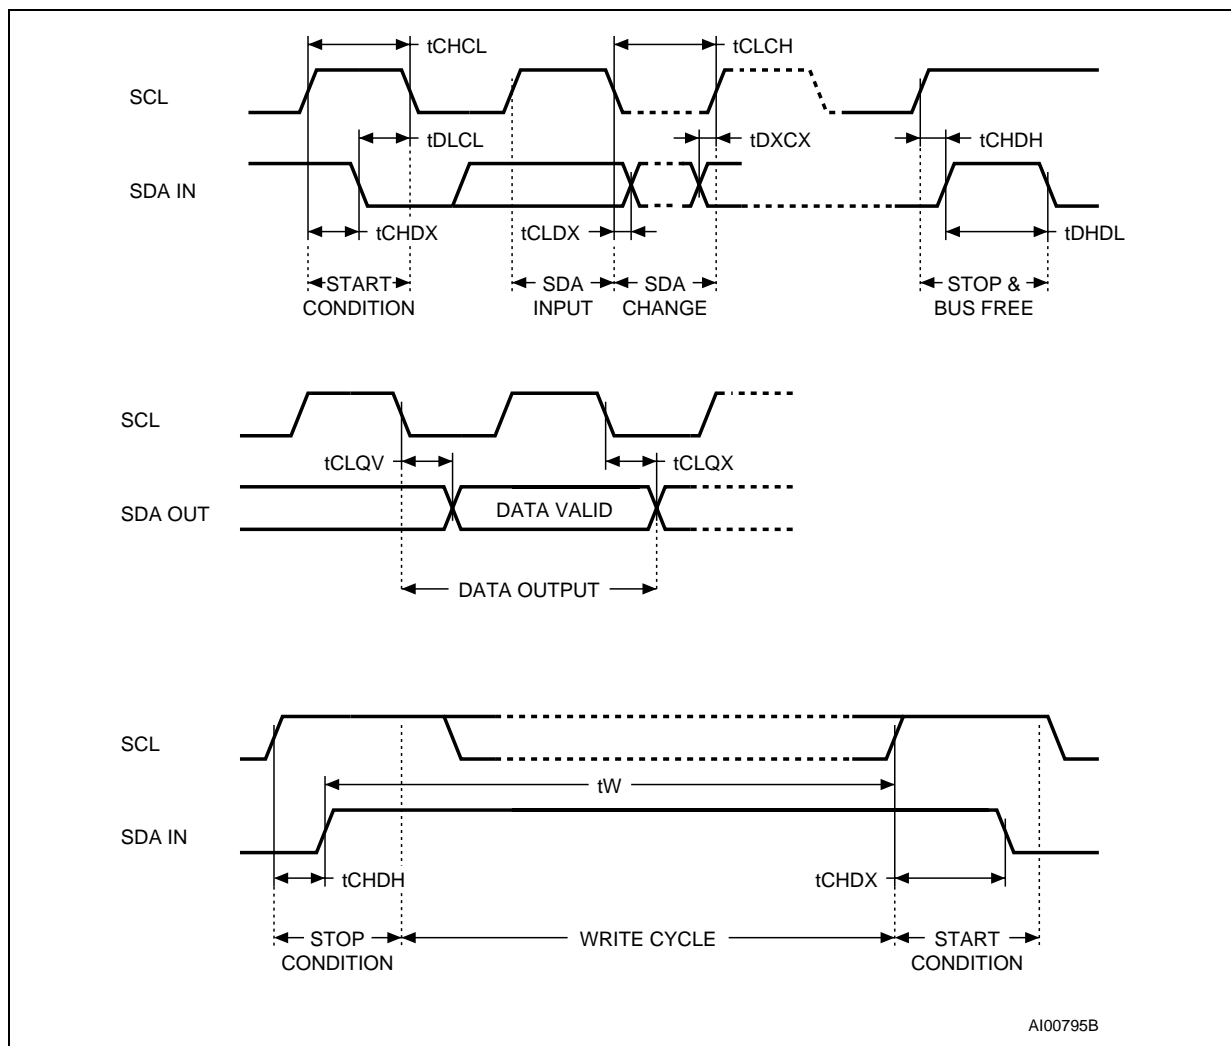 tCHCL
tCLCH
SCL
tDLCL
tDXCX
tCHDH
SDA IN
tCHDX
tCLDX
tDHDL
START
CONDITION
SDA
INPUT
SDA
CHANGE
STOP &
BUS FREE
SCL
tCLQV
tCLQX
SDA OUT
DATA VALID
DATA OUTPUT
SCL
tW
SDA IN
tCHDH
tCHDX
STOP
CONDITION
WRITE CYCLE
START
CONDITION
AI00795B